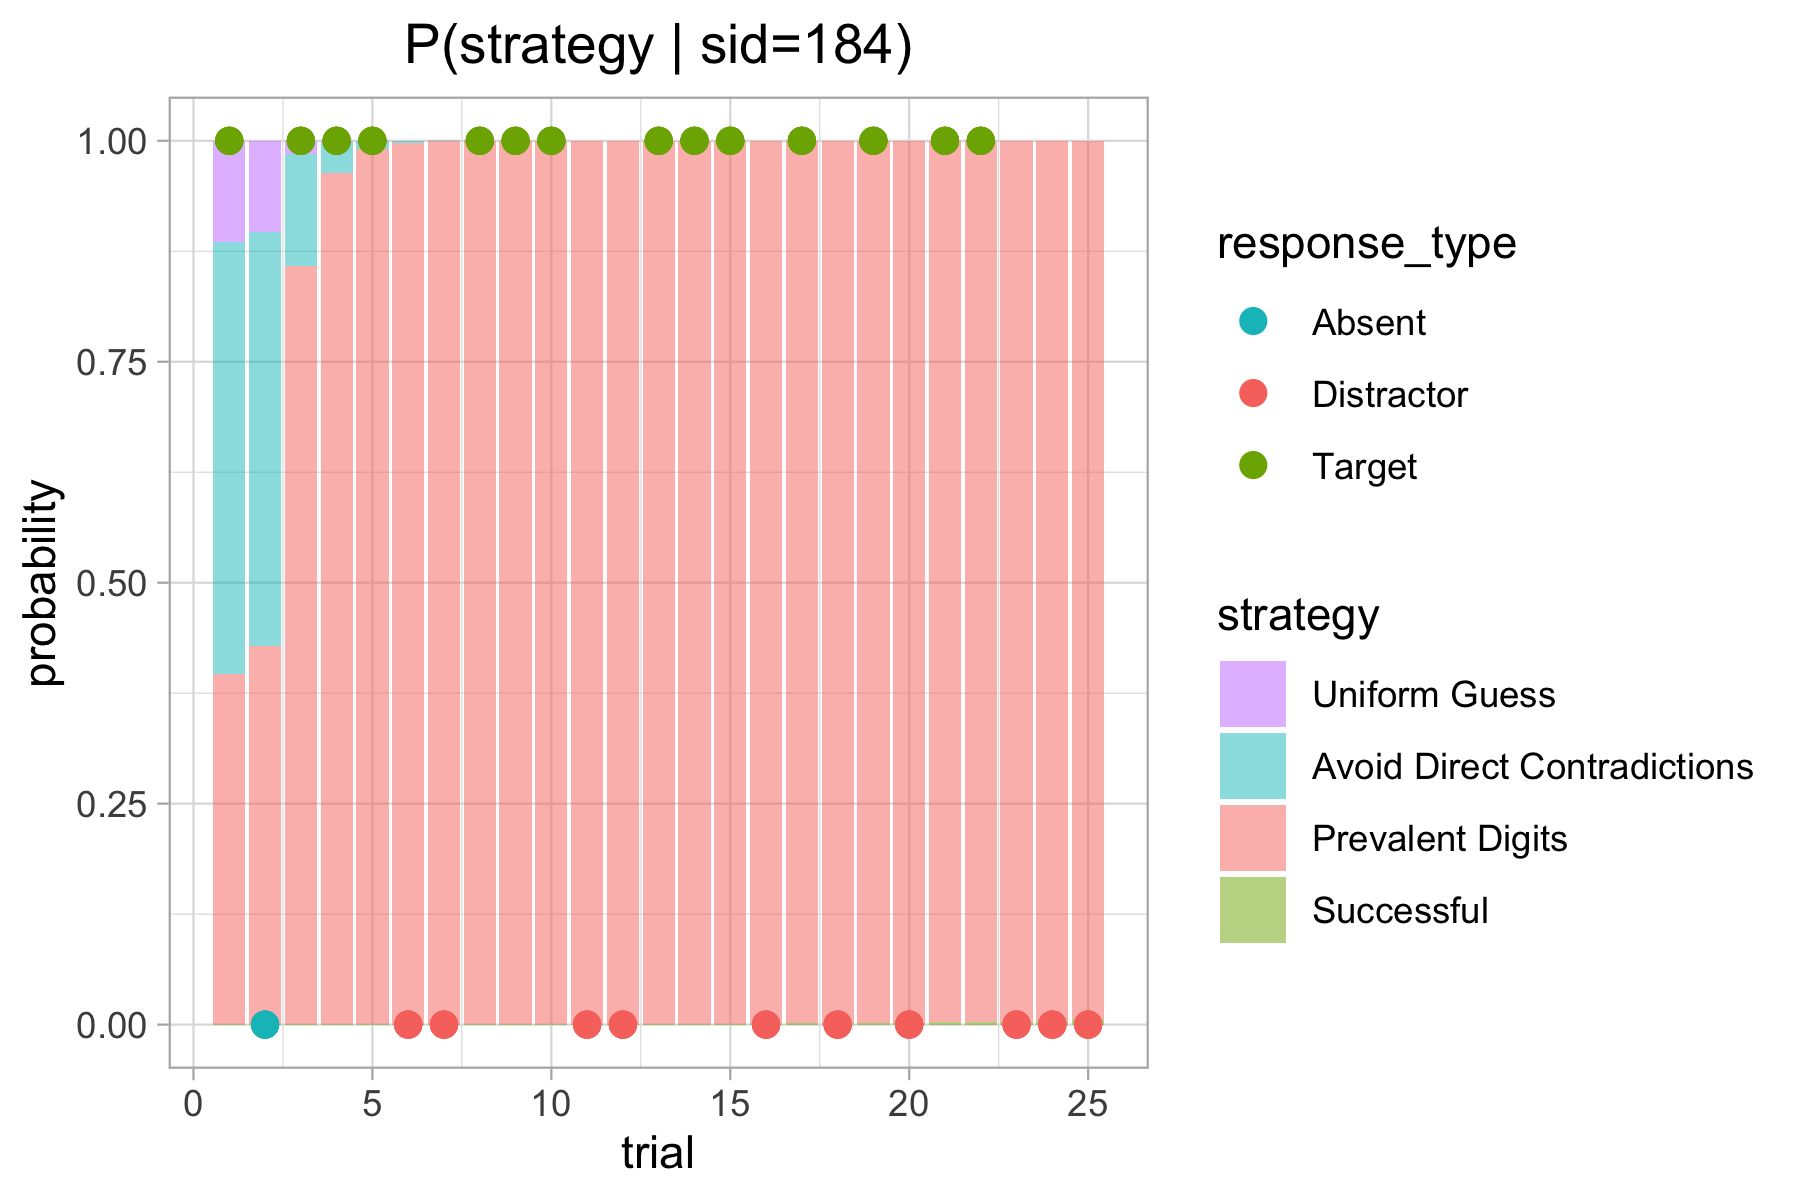 P(strategy | sid=184)
probability
1.00
0.75
0.50
0.25
0.00
0 5 10 15 20 25
trial
response_type
Absent
Distractor
Target
strategy
Uniform Guess
Avoid Direct Contradictions
Prevalent Digits
Successful